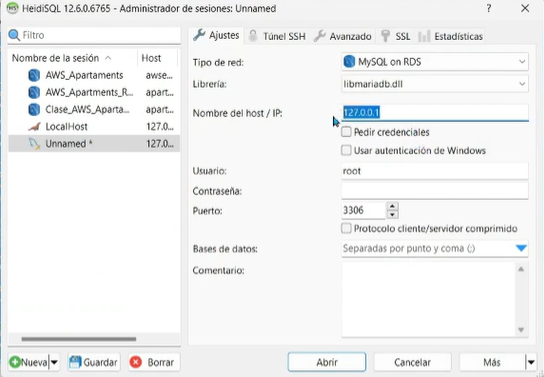 HeidiSQL 12.6.0.6765 - Administrador de sesiones: Unnamed
Filtro
Nombre de la sesión Host
AWS_Apartaments awse...
AWS_Apartments_R... apart...
Clase_AWS_Aparta... apart...
LocalHost 127.0...
Unnamed * 127.0...
Nueva Guardar Borrar
Ajustes Túnel SSH Avanzado SSL Estadísticas
Tipo de red: MySQL on RDS
Librería: libmariadb.dll
Nombre del host / IP: 127.0.0.1
Pedir credenciales
Usar autenticación de Windows
Usuario: root
Contraseña:
Puerto: 3306
Protocolo cliente/servidor comprimido
Bases de datos: Separadas por punto y coma (;)
Comentario:
Abrir Cancelar Más